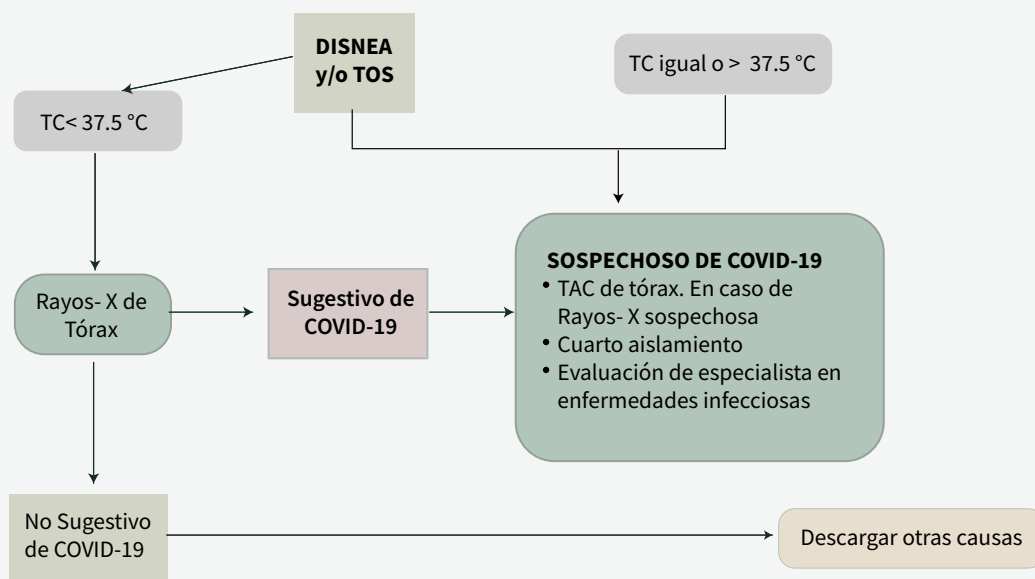 DISNEA
y/o TOS
TC igual o > 37.5 °C
TC< 37.5 °C
Rayos- X de
Tórax
Sugestivo de
COVID-19
SOSPECHOSO DE COVID-19
• TAC de tórax. En caso de
Rayos- X sospechosa
• Cuarto aislamiento
• Evaluación de especialista en
enfermedades infecciosas
No Sugestivo
de COVID-19
Descargar otras causas